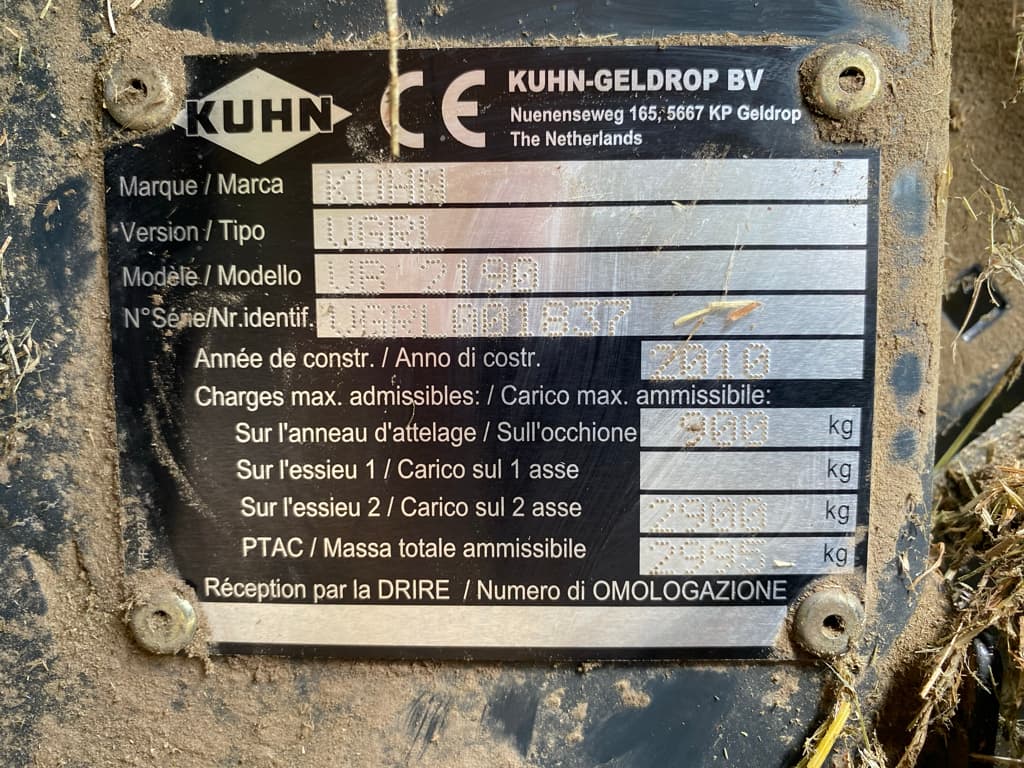 KUHN
CE
KUHN-GELDROP BV
Nuenenseweg 165, 5667 KP Geldrop
The Netherlands
Marque / Marca KUHN
Version / Tipo VGRL
Modèle / Modello VB 2190
N°Série/Nr.identif. VGRL001837
Année de constr. / Anno di costr. 2010
Charges max. admissibles: / Carico max. ammissibile:
Sur l'anneau d'attelage / Sull'occhione 900 kg
Sur l'essieu 1 / Carico sul 1 asse kg
Sur l'essieu 2 / Carico sul 2 asse 2900 kg
PTAC / Massa totale ammissibile 2995 kg
Réception par la DRIRE / Numero di OMOLOGAZIONE